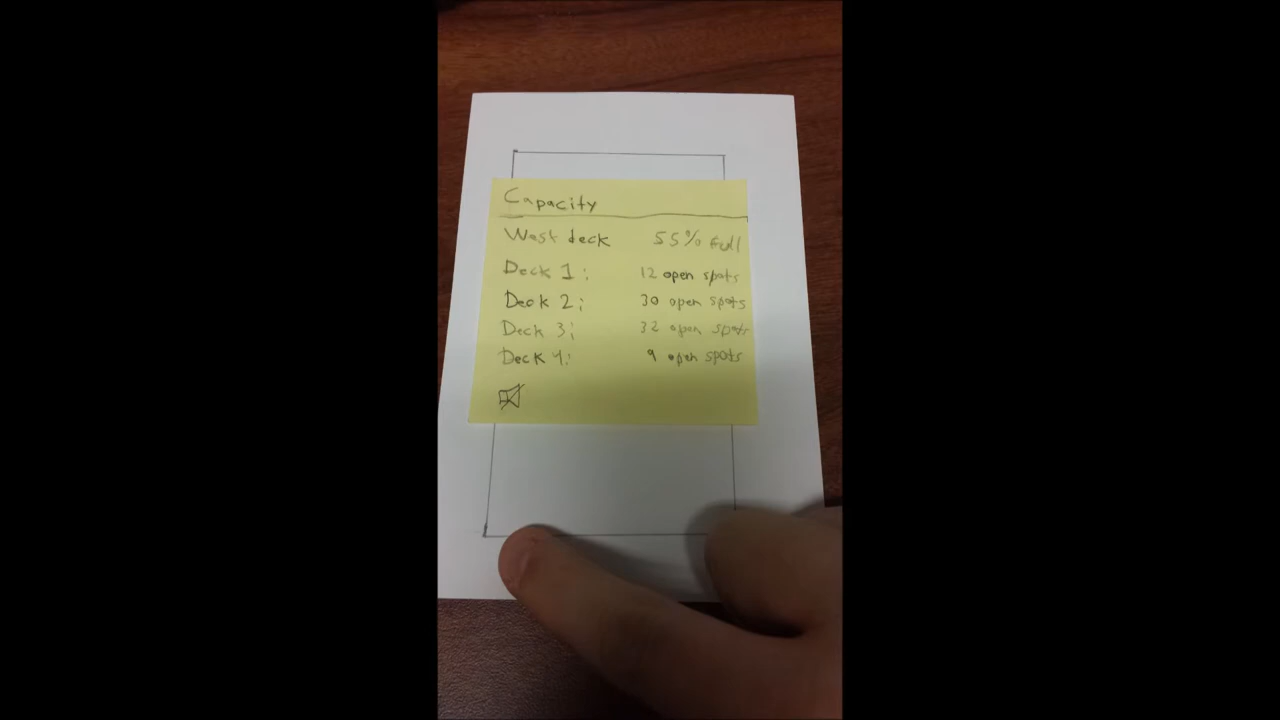 Capacity
West deck 55% full
Deck 1: 12 open spots
Deck 2: 30 open spots
Deck 3: 32 open spots
Deck 4: 9 open spots